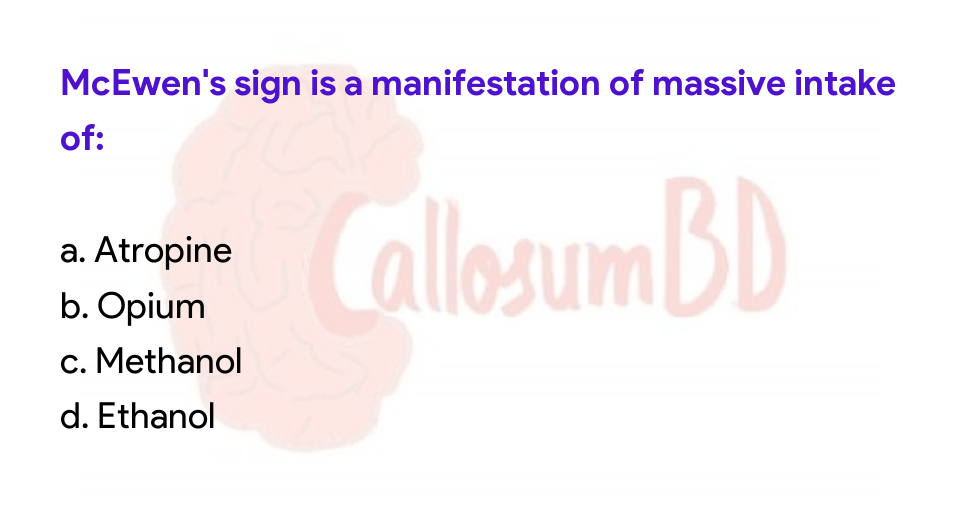 McEwen's sign is a manifestation of massive intake
of:
a. Atropine
CallosumBD
b. Opium
c. Methanol
d. Ethanol